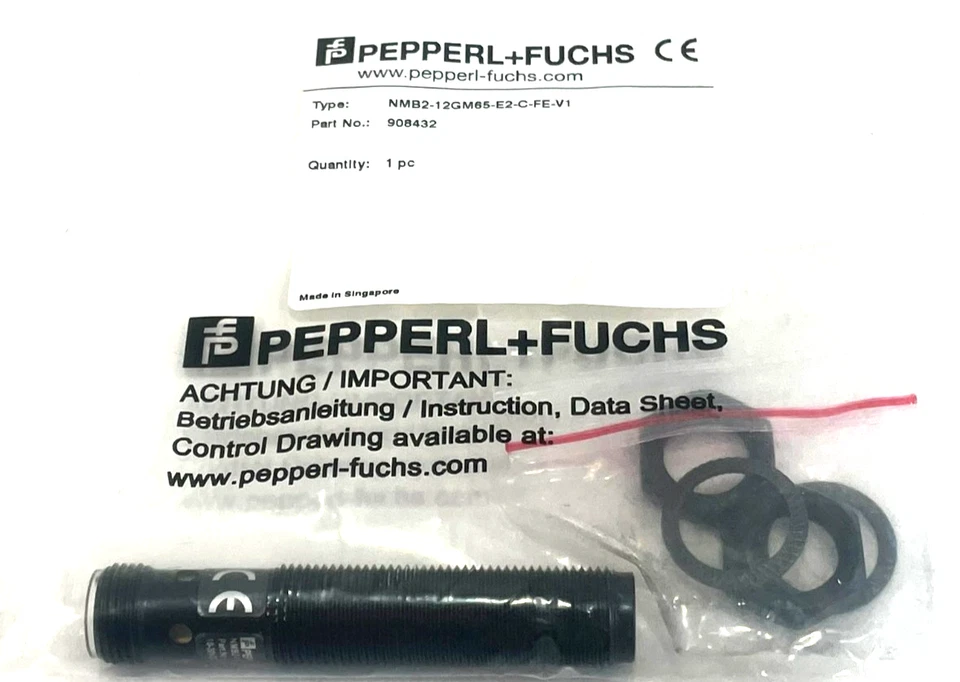 PEPPERL+FUCHS CE
www.pepperl-fuchs.com
Type: NMB2-12GM65-E2-C-FE-V1
Part No.: 908432
Quantity: 1 pc
Made in Singapore
PEPPERL+FUCHS
ACHTUNG / IMPORTANT:
Betriebsanleitung / Instruction, Data Sheet,
Control Drawing available at:
www.pepperl-fuchs.com
CE